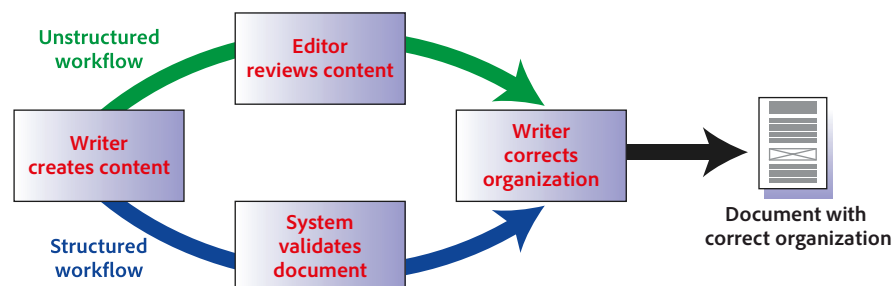 Unstructured
workflow
Editor
reviews content
Writer
creates content
Writer
corrects
organization
System
validates
document
Structured
workflow
Document with
correct organization